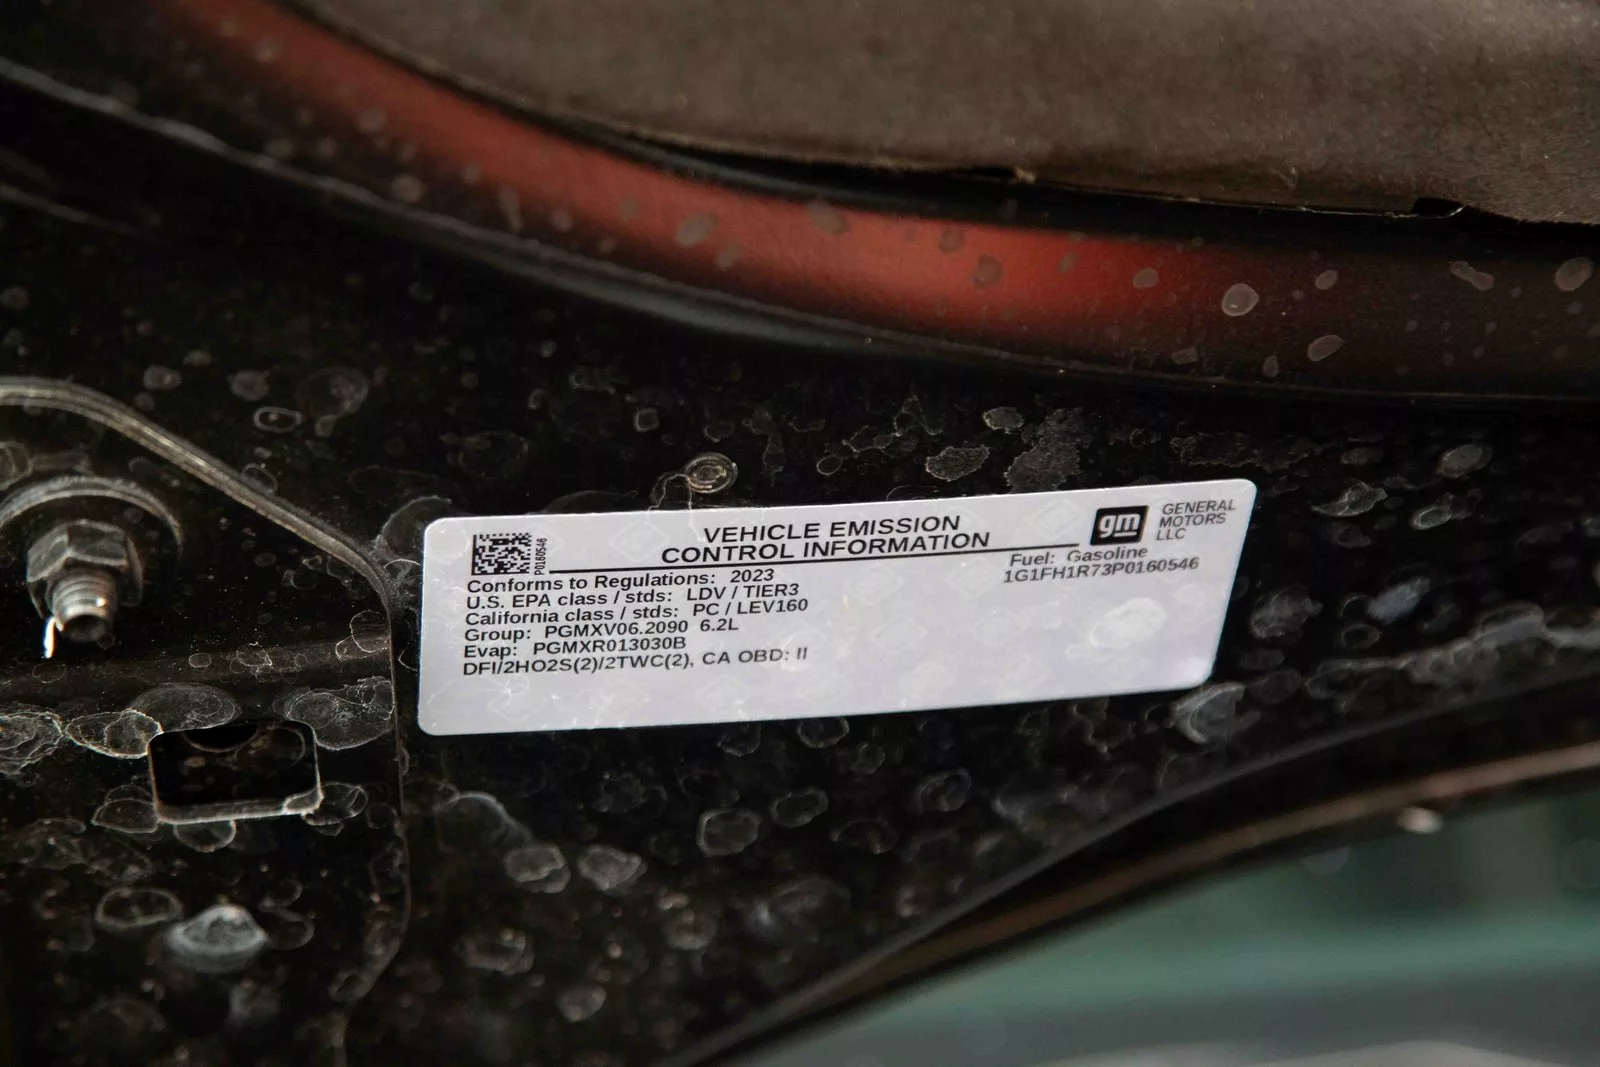 VEHICLE EMISSION
CONTROL INFORMATION
P0160546
gm GENERAL
MOTORS
LLC
Fuel: Gasoline
1G1FH1R73P0160546
Conforms to Regulations: 2023
U.S. EPA class / stds: LDV / TIER3
California class / stds: PC / LEV160
Group: PGMXV06.2090 6.2L
Evap: PGMXR013030B
DFI/2HO2S(2)/2TWC(2), CA OBD: II